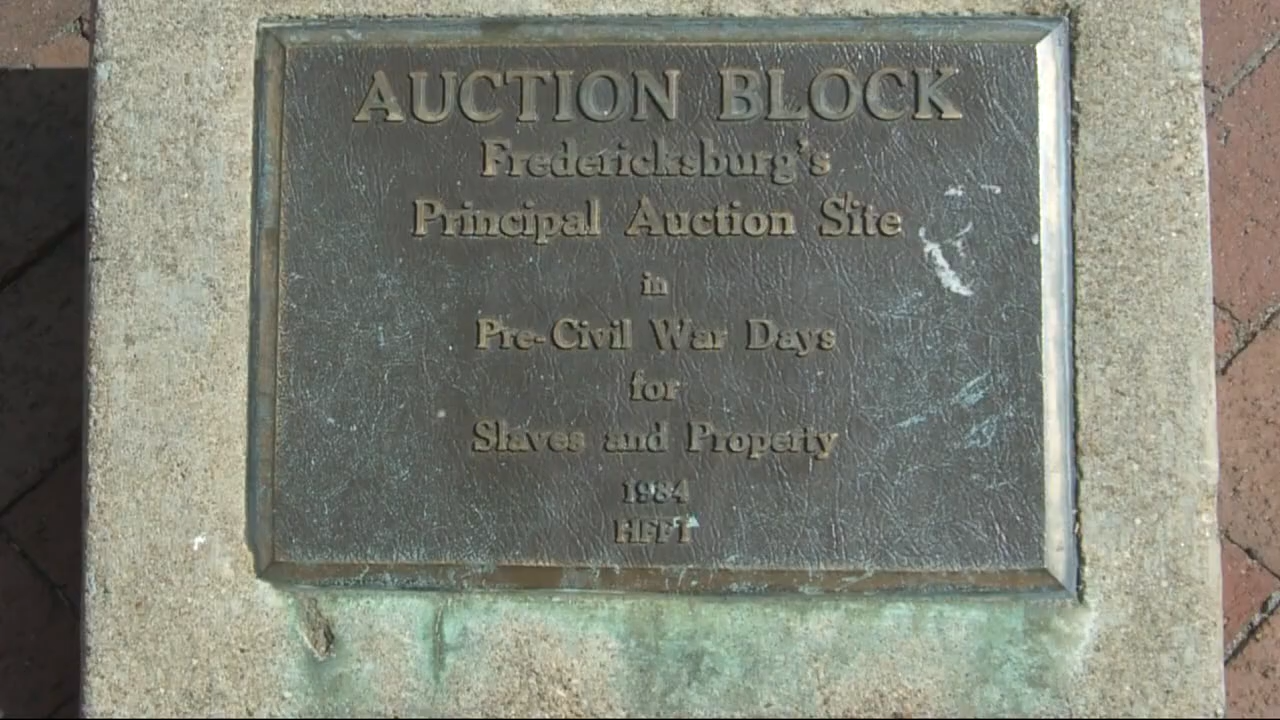 AUCTION BLOCK
Fredericksburg's
Principal Auction Site
in
Pre-Civil War Days
for
Slaves and Property
1984
HFFI